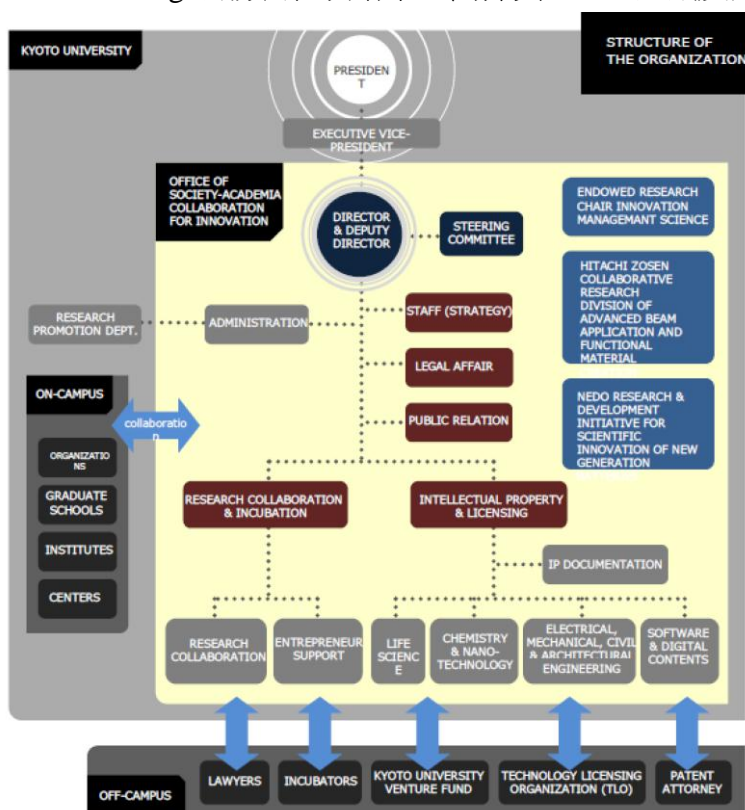 KYOTO UNIVERSITY
PRESIDEN
T
STRUCTURE OF
THE ORGANIZATION
EXECUTIVE VICE-
PRESIDENT
OFFICE OF
SOCIETY-ACADEMIA
COLLABORATION
FOR INNOVATION
DIRECTOR
& DEPUTY
DIRECTOR
STEERING
COMMITTEE
ENDOWED RESEARCH
CHAIR INNOVATION
MANAGEMANT SCIENCE
HITACHI ZOSEN
COLLABORATIVE
RESEARCH
DIVISION OF
ADVANCED BEAM
APPLICATION AND
FUNCTIONAL
MATERIAL
RESEARCH
PROMOTION DEPT.
ADMINISTRATION
STAFF (STRATEGY)
LEGAL AFFAIR
PUBLIC RELATION
NEDO RESEARCH &
DEVELOPMENT
INITIATIVE FOR
SCIENTIFIC
INNOVATION OF NEW
GENERATION
ON-CAMPUS
collaboratio
n
ORGANIZATIO
NS
GRADUATE
SCHOOLS
INSTITUTES
CENTERS
RESEARCH COLLABORATION
& INCUBATION
INTELLECTUAL PROPERTY
& LICENSING
IP DOCUMENTATION
RESEARCH
COLLABORATION
ENTREPRENEUR
SUPPORT
LIFE
SCIENC
E
CHEMISTRY
& NANO-
TECHNOLOGY
ELECTRICAL,
MECHANICAL, CIVIL
& ARCHITECTURAL
ENGINEERING
SOFTWARE
& DIGITAL
CONTENTS
OFF-CAMPUS
LAWYERS
INCUBATORS
KYOTO UNIVERSITY
VENTURE FUND
TECHNOLOGY LICENSING
ORGANIZATION (TLO)
PATENT
ATTORNEY